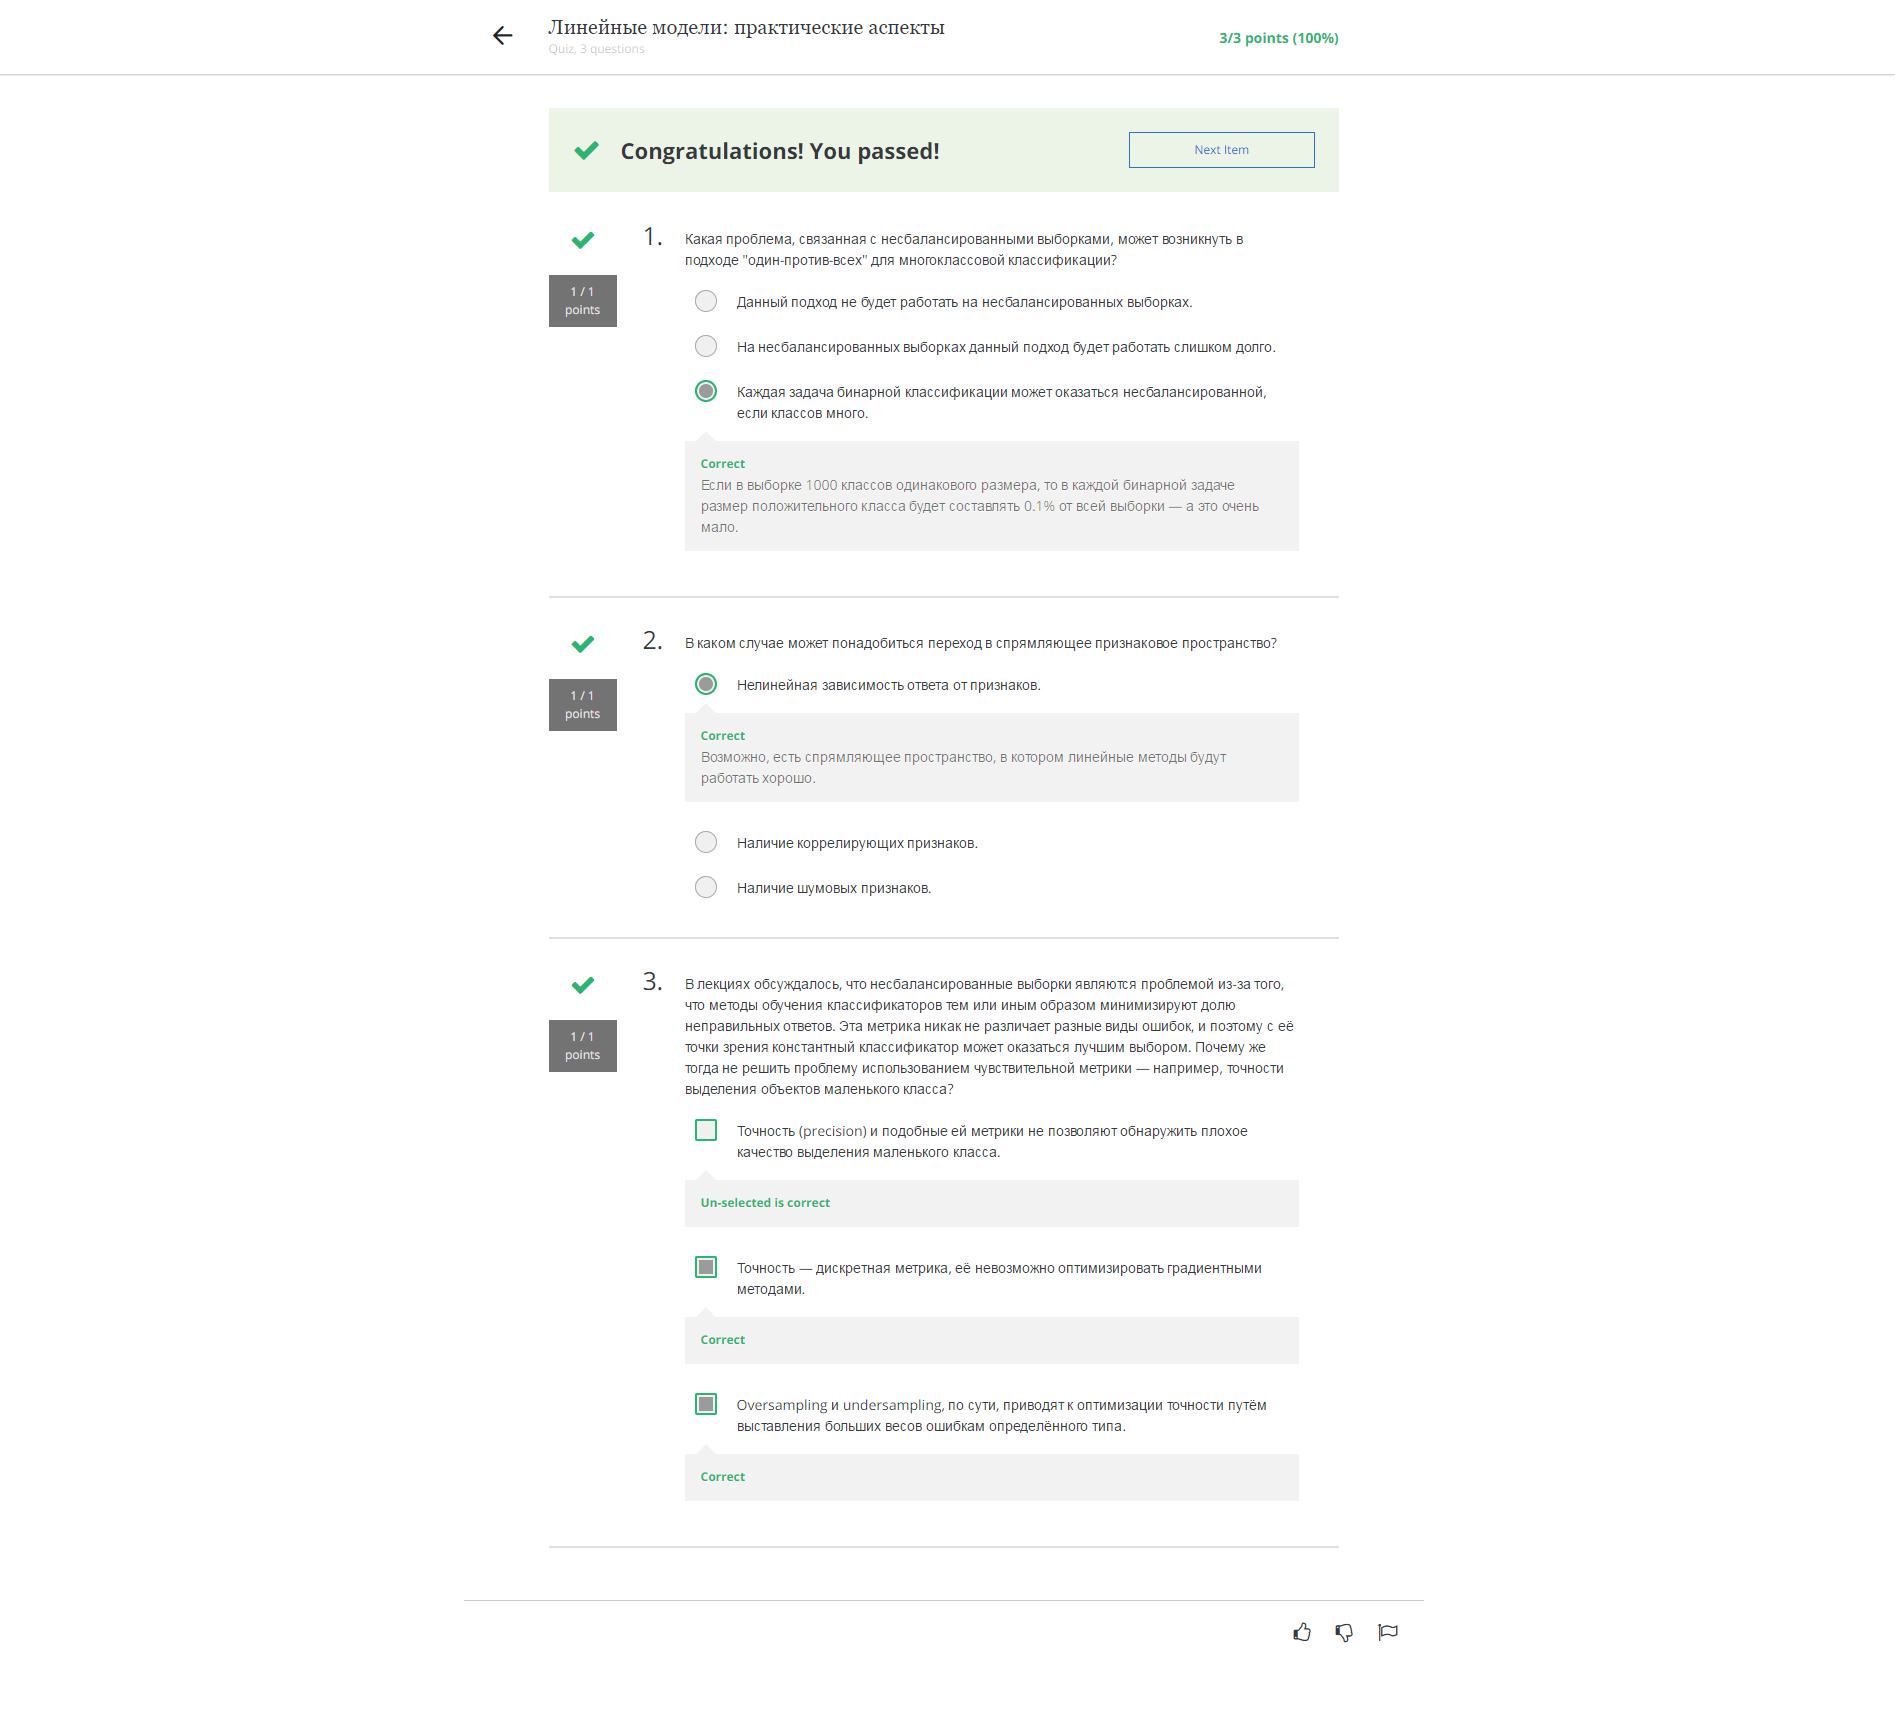 Линейные модели: практические аспекты
Quiz, 3 questions
3/3 points (100%)
Congratulations! You passed!
Next Item
1.
1 / 1
points
Какая проблема, связанная с несбалансированными выборками, может возникнуть в
подходе "один-против-всех" для многоклассовой классификации?
Данный подход не будет работать на несбалансированных выборках.
На несбалансированных выборках данный подход будет работать слишком долго.
Каждая задача бинарной классификации может оказаться несбалансированной,
если классов много.
Correct
Если в выборке 1000 классов одинакового размера, то в каждой бинарной задаче
размер положительного класса будет составлять 0.1% от всей выборки — а это очень
мало.
2.
1 / 1
points
В каком случае может понадобиться переход в спрямляющее признаковое пространство?
Нелинейная зависимость ответа от признаков.
Correct
Возможно, есть спрямляющее пространство, в котором линейные методы будут
работать хорошо.
Наличие коррелирующих признаков.
Наличие шумовых признаков.
3.
1 / 1
points
В лекциях обсуждалось, что несбалансированные выборки являются проблемой из-за того,
что методы обучения классификаторов тем или иным образом минимизируют долю
неправильных ответов. Эта метрика никак не различает разные виды ошибок, и поэтому с её
точки зрения константный классификатор может оказаться лучшим выбором. Почему же
тогда не решить проблему использованием чувствительной метрики — например, точности
выделения объектов маленького класса?
Точность (precision) и подобные ей метрики не позволяют обнаружить плохое
качество выделения маленького класса.
Un-selected is correct
Точность — дискретная метрика, её невозможно оптимизировать градиентными
методами.
Correct
Oversampling и undersampling, по сути, приводят к оптимизации точности путём
выставления больших весов ошибкам определённого типа.
Correct